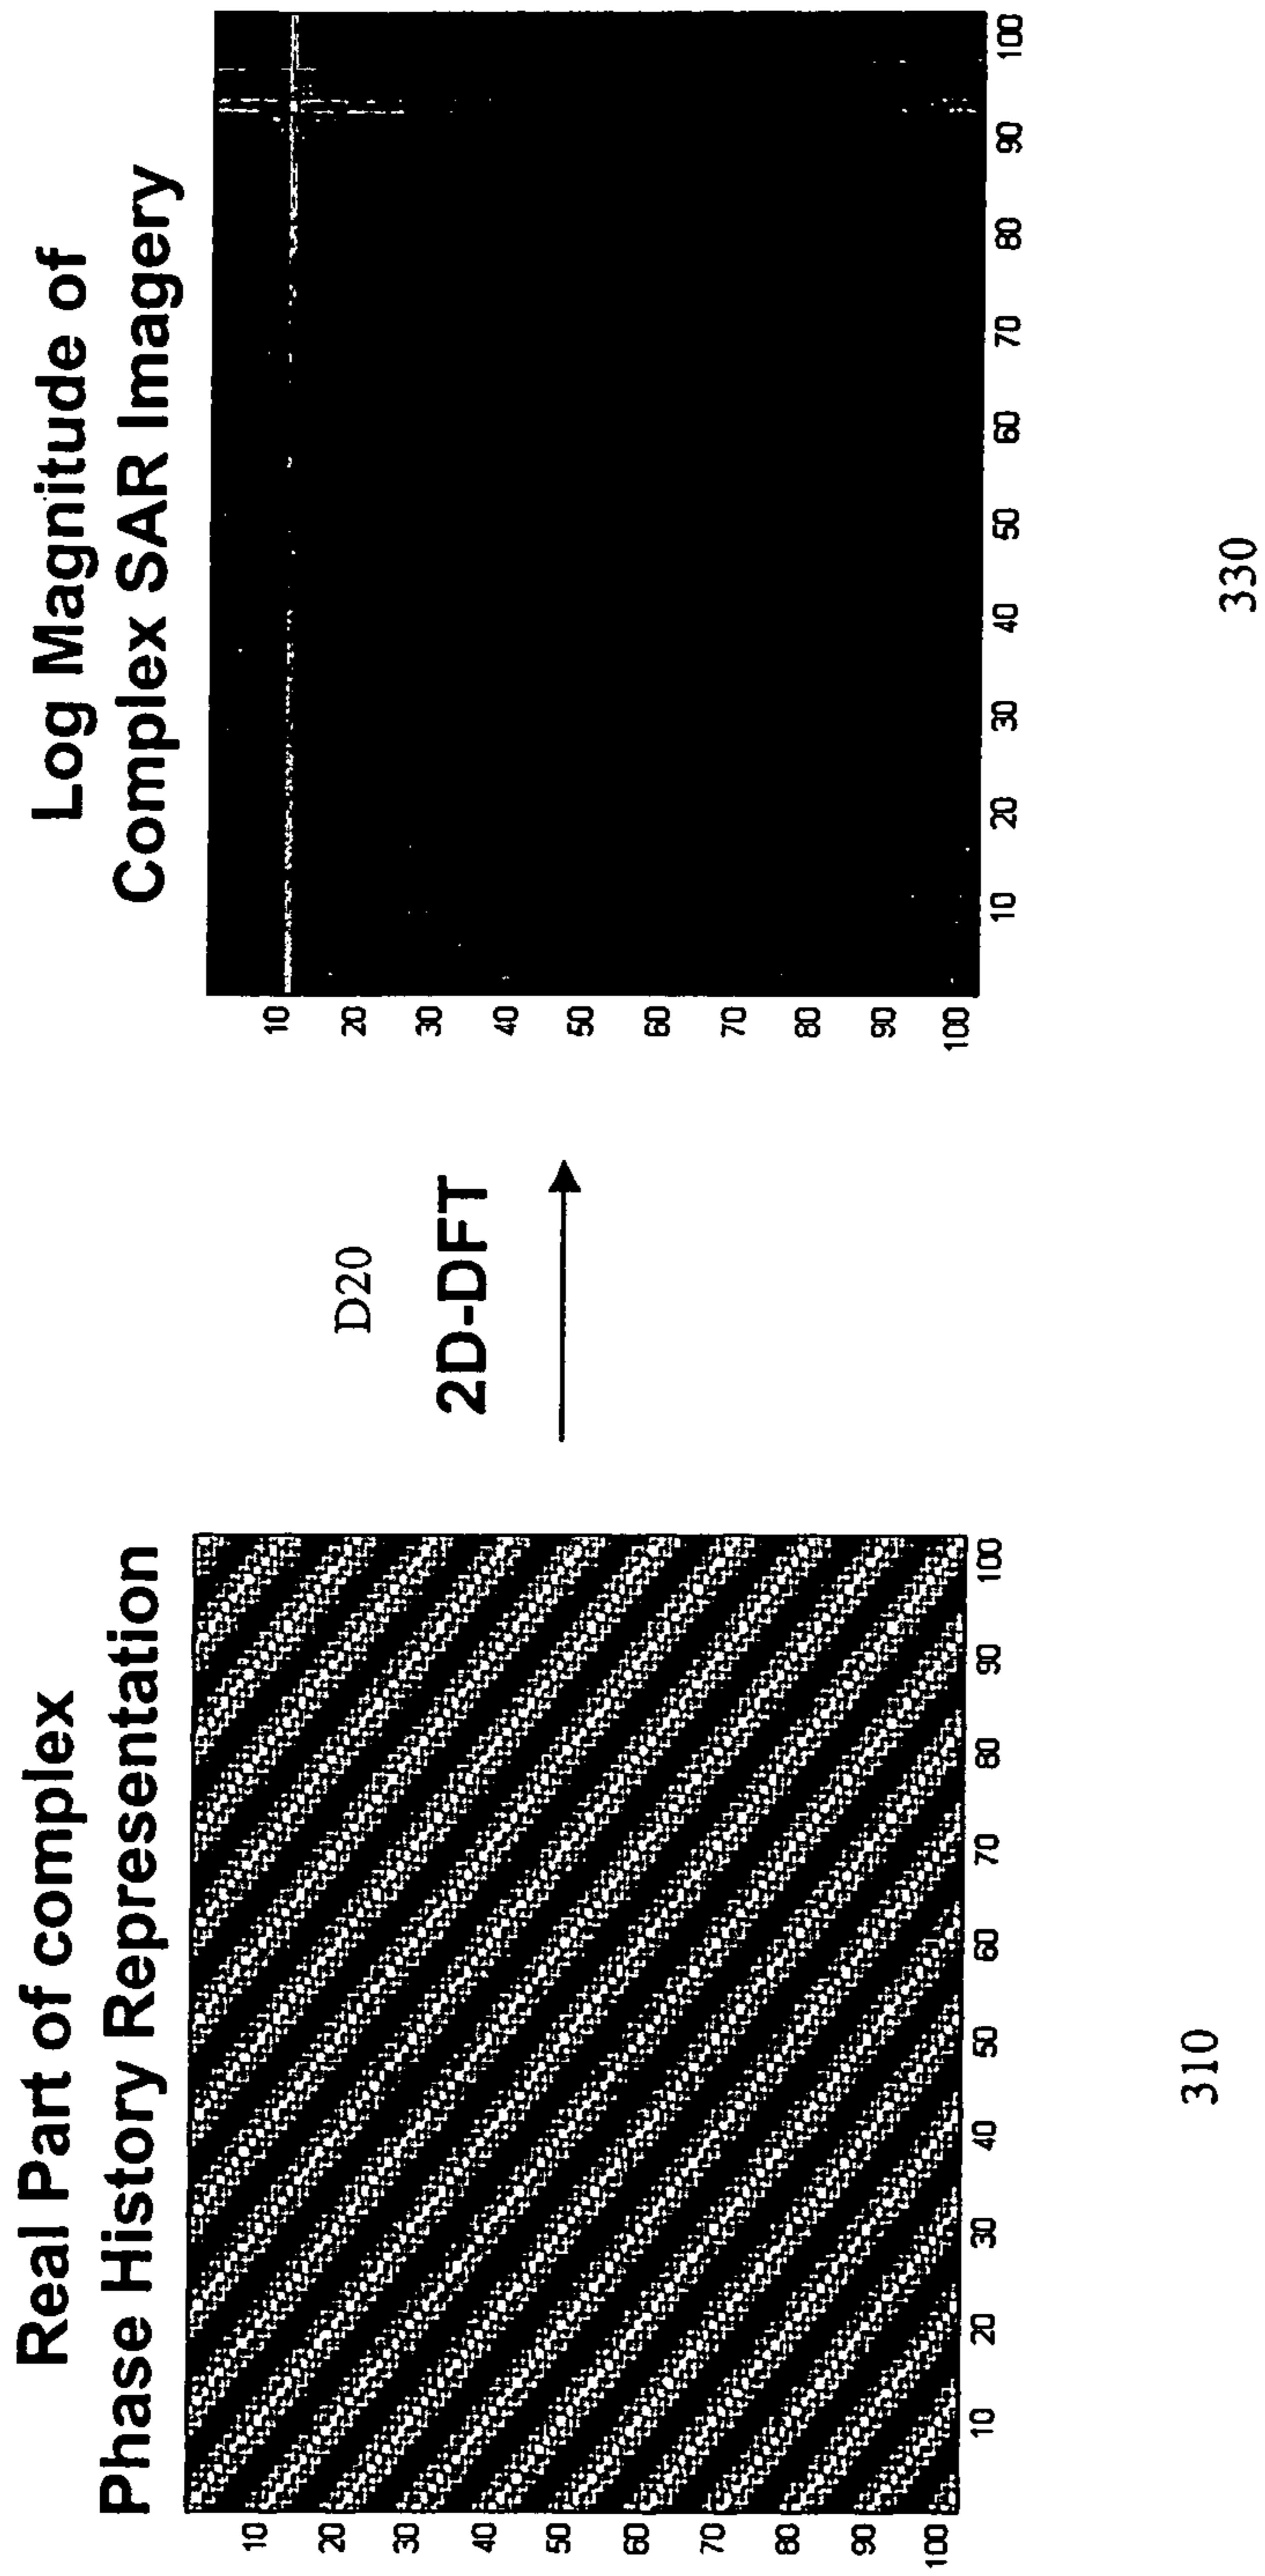 Real Part of complex
Phase History Representation
10
20
30
40
50
60
70
80
90
100
10 20 30 40 50 60 70 80 90 100
310
D20
2D-DFT
Log Magnitude of
Complex SAR Imagery
10
20
30
40
50
60
70
80
90
100
10 20 30 40 50 60 70 80 90 100
330